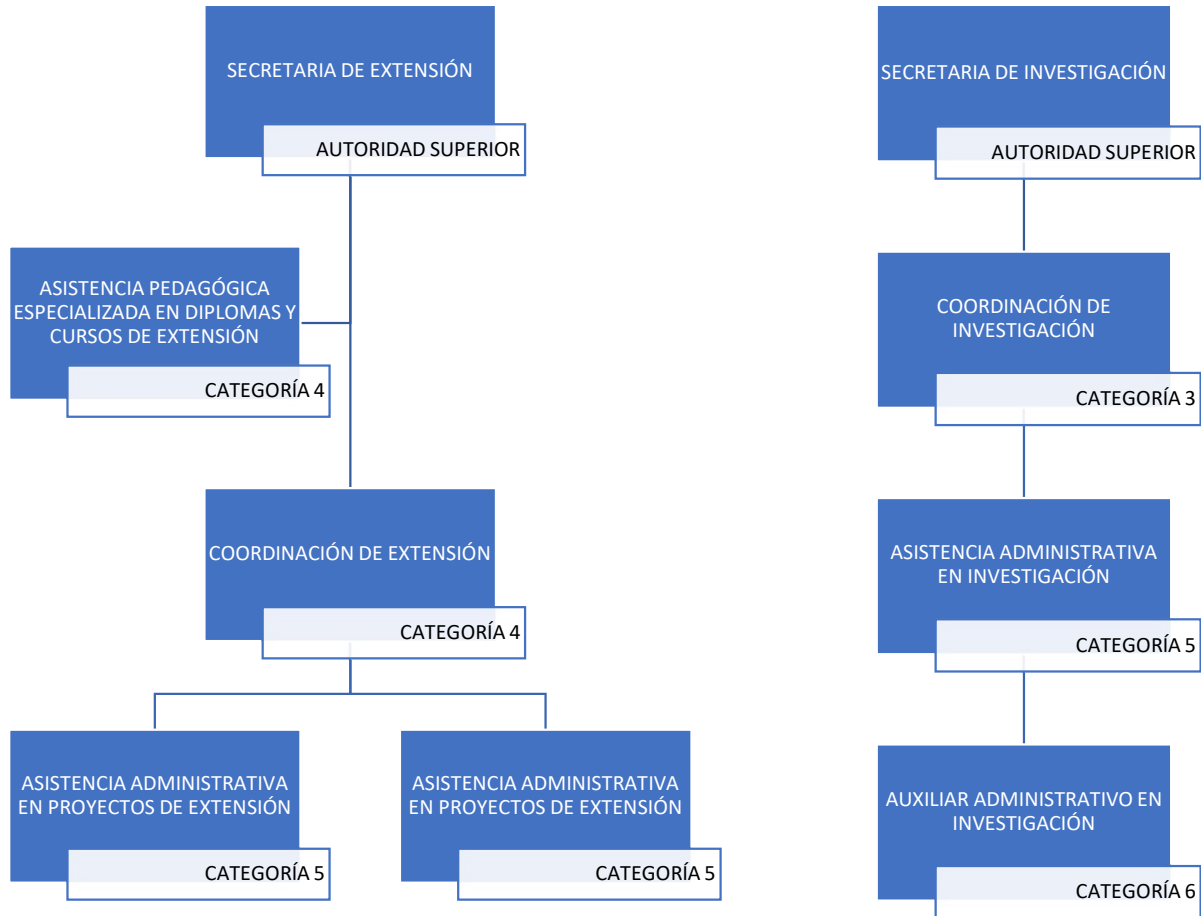 SECRETARIA DE EXTENSIÓN
AUTORIDAD SUPERIOR
ASISTENCIA PEDAGÓGICA
ESPECIALIZADA EN DIPLOMAS Y
CURSOS DE EXTENSIÓN
CATEGORÍA 4
COORDINACIÓN DE EXTENSIÓN
CATEGORÍA 4
ASISTENCIA ADMINISTRATIVA
EN PROYECTOS DE EXTENSIÓN
CATEGORÍA 5
ASISTENCIA ADMINISTRATIVA
EN PROYECTOS DE EXTENSIÓN
CATEGORÍA 5
SECRETARIA DE INVESTIGACIÓN
AUTORIDAD SUPERIOR
COORDINACIÓN DE
INVESTIGACIÓN
CATEGORÍA 3
ASISTENCIA ADMINISTRATIVA
EN INVESTIGACIÓN
CATEGORÍA 5
AUXILIAR ADMINISTRATIVO EN
INVESTIGACIÓN
CATEGORÍA 6